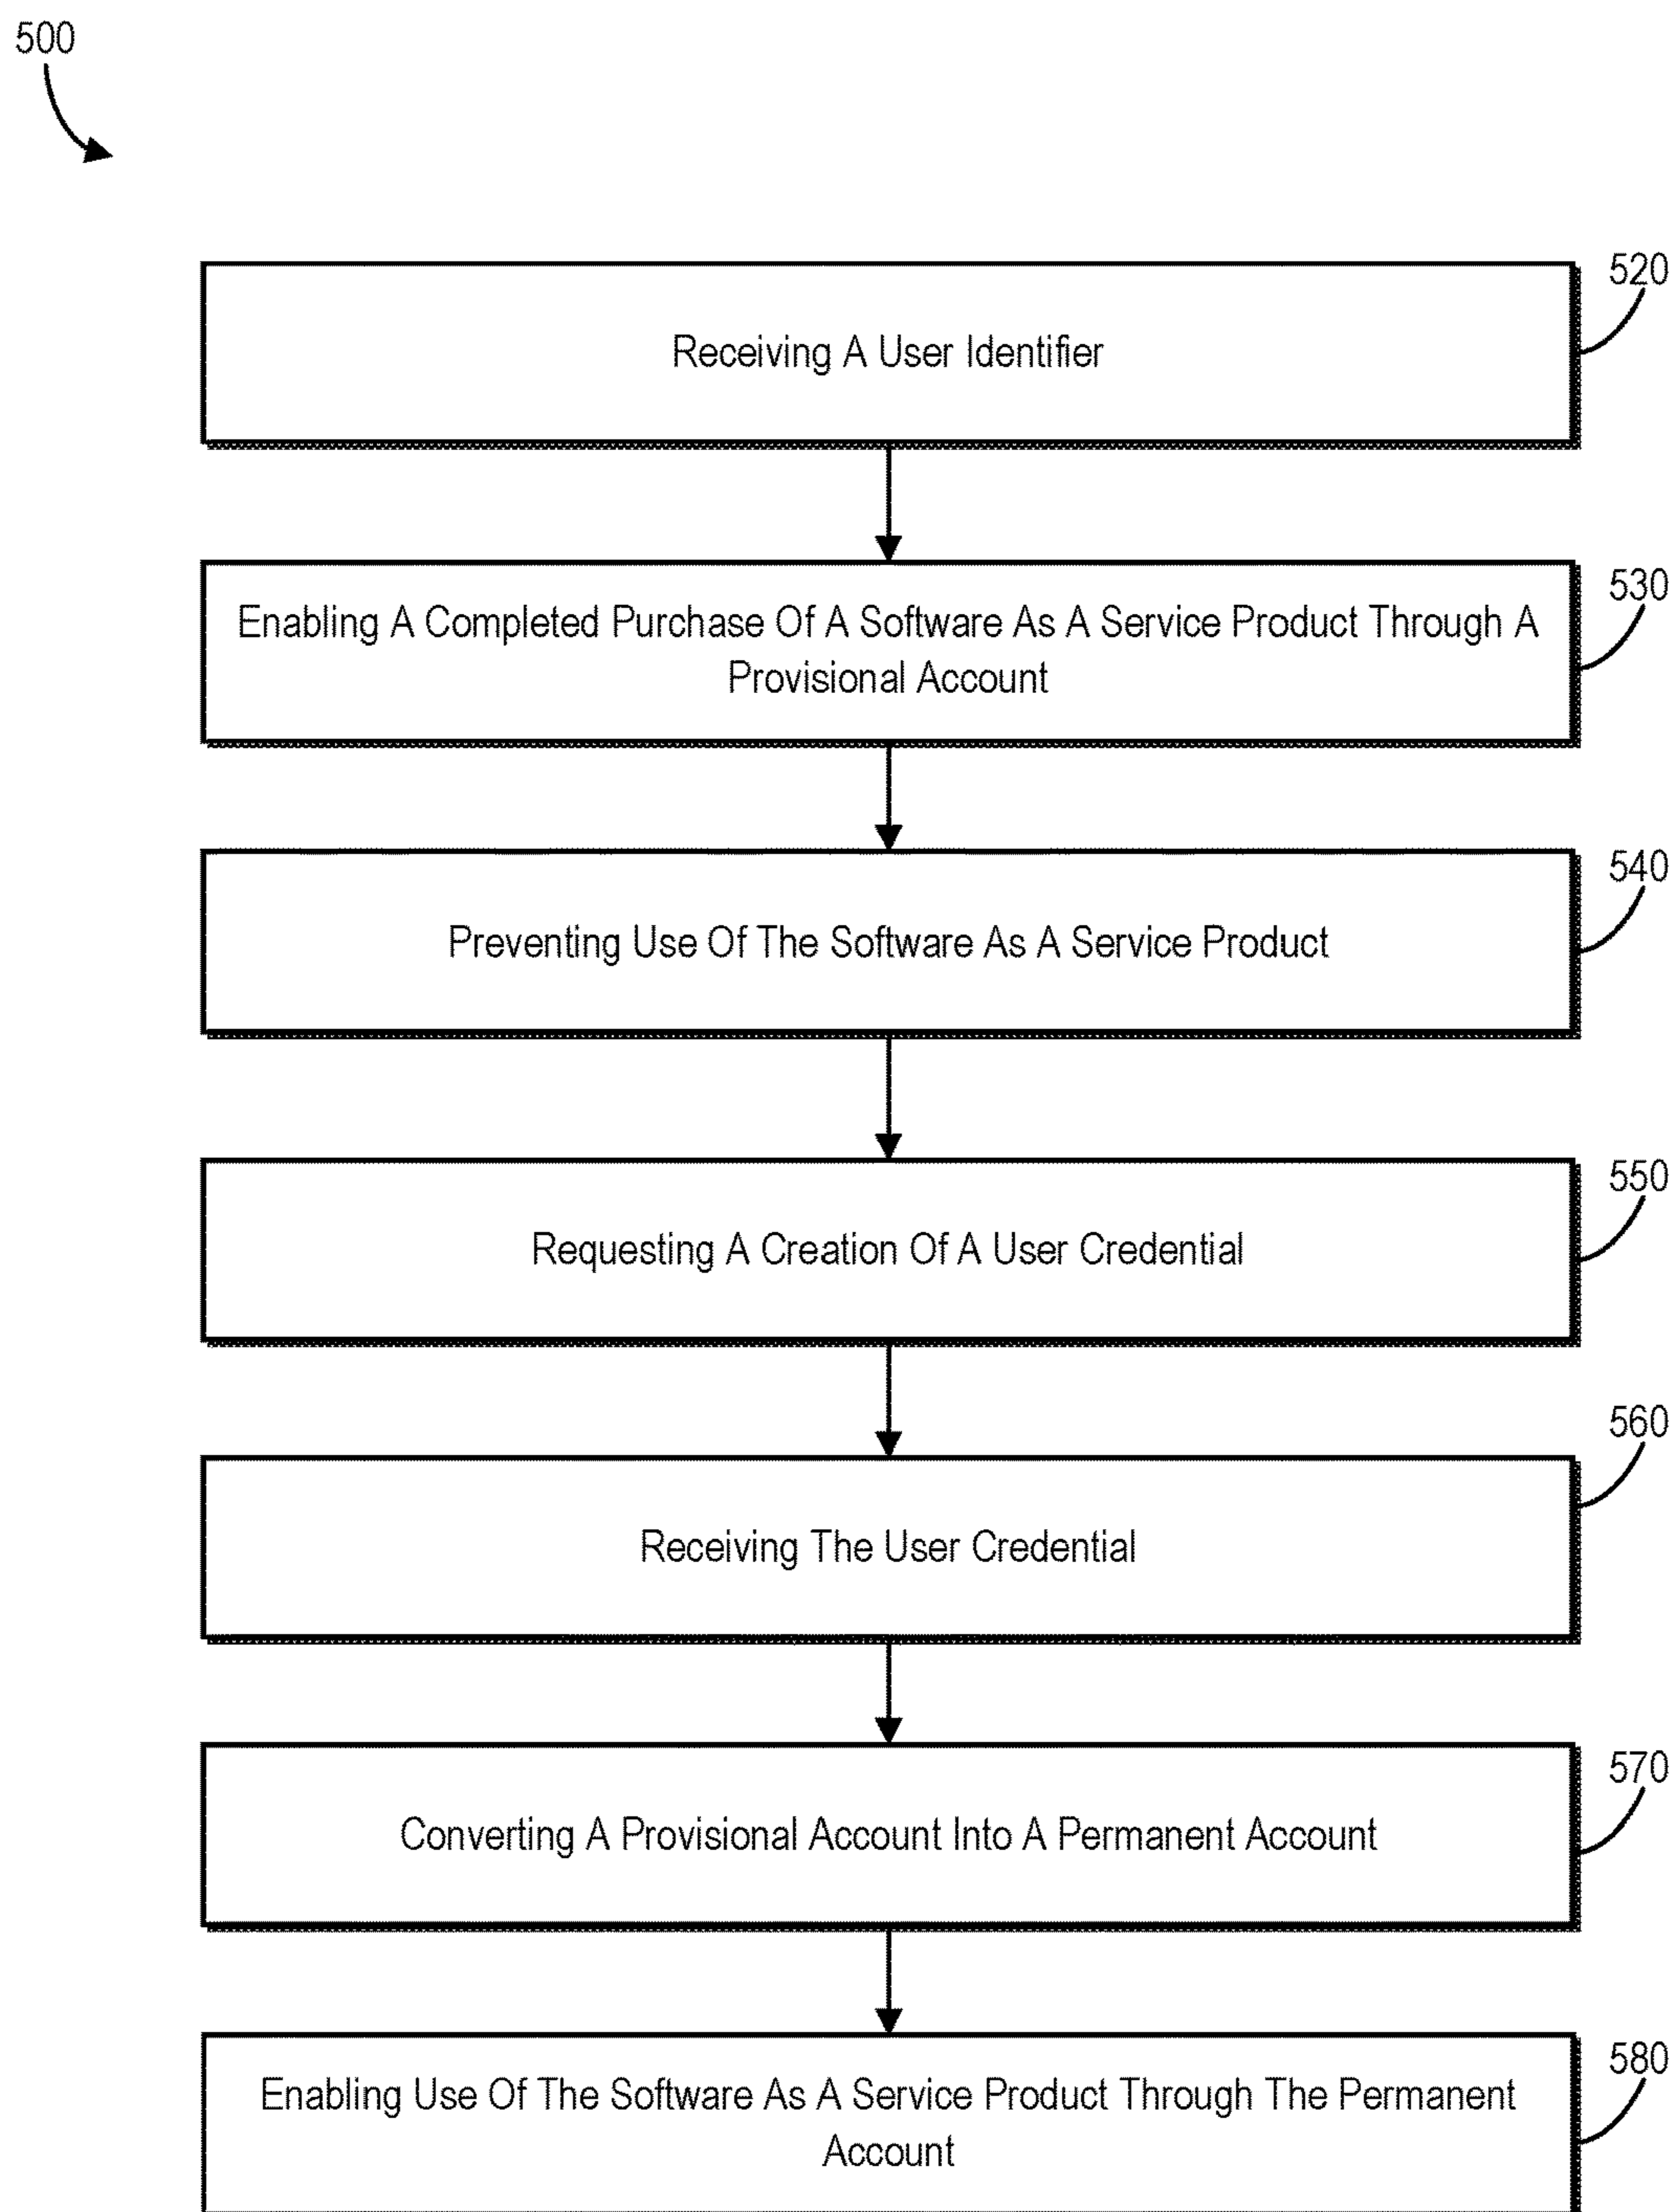 500
520
Receiving A User Identifier
530
Enabling A Completed Purchase Of A Software As A Service Product Through A
Provisional Account
540
Preventing Use Of The Software As A Service Product
550
Requesting A Creation Of A User Credential
560
Receiving The User Credential
570
Converting A Provisional Account Into A Permanent Account
580
Enabling Use Of The Software As A Service Product Through The Permanent
Account